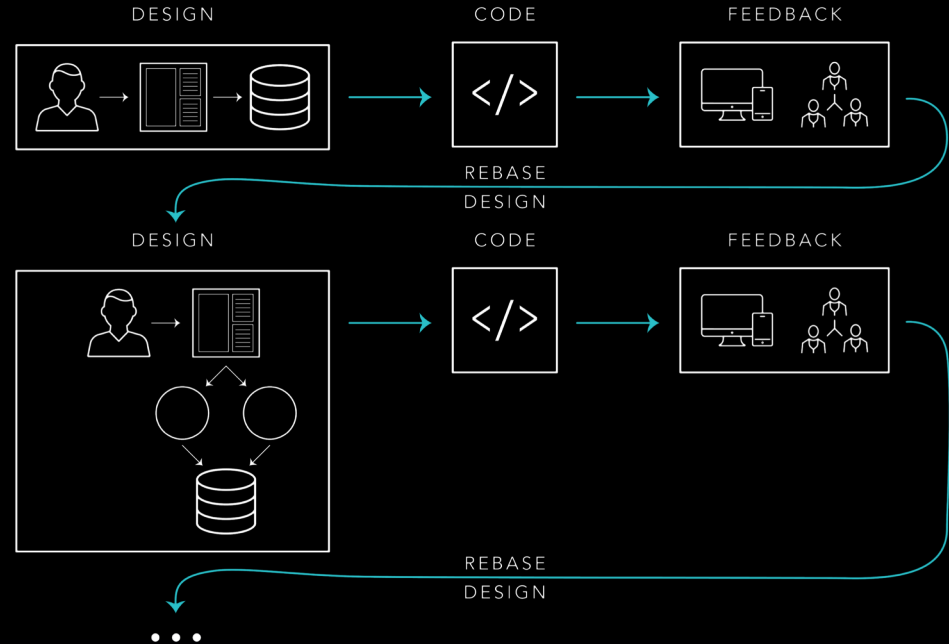 DESIGN
CODE
FEEDBACK
</>
REBASE
DESIGN
DESIGN
CODE
FEEDBACK
</>
REBASE
DESIGN
...